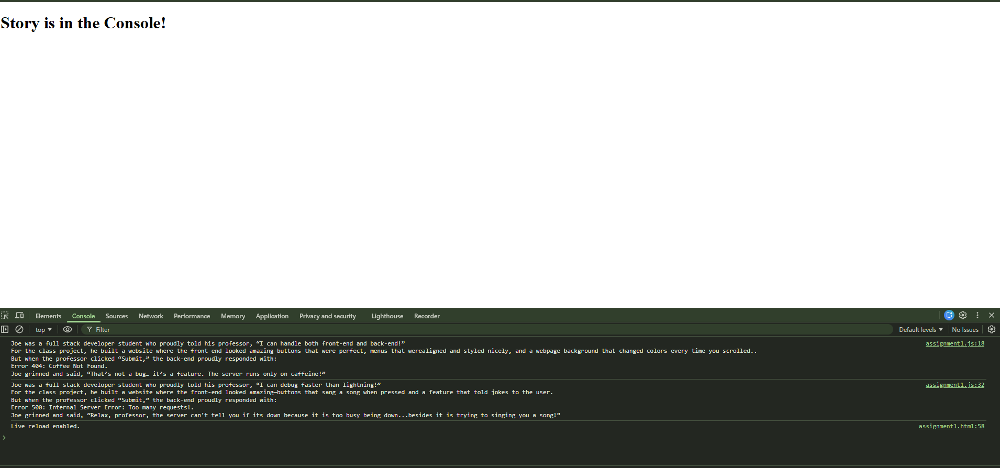 Story is in the Console!
Elements Console Sources Network Performance Memory Application Privacy and security Lighthouse Recorder
top Filter Default levels No Issues
Joe was a full stack developer student who proudly told his professor, “I can handle both front-end and back-end!” assignment1.js:18
For the class project, he built a website where the front-end looked amazing—buttons that were perfect, menus that werealigned and styled nicely, and a webpage background that changed colors every time you scrolled..
But when the professor clicked “Submit,” the back-end proudly responded with:
Error 404: Coffee Not Found.
Joe grinned and said, “That’s not a bug… it’s a feature. The server runs only on caffeine!”
Joe was a full stack developer student who proudly told his professor, “I can debug faster than lightning!” assignment1.js:32
For the class project, he built a website where the front-end looked amazing—buttons that sang a song when pressed and a feature that told jokes to the user.
But when the professor clicked “Submit,” the back-end proudly responded with:
Error 500: Internal Server Error: Too many requests!.
Joe grinned and said, “Relax, professor, the server can't tell you if its down because it is too busy being down...besides it is trying to singing you a song!”
Live reload enabled. assignment1.html:58